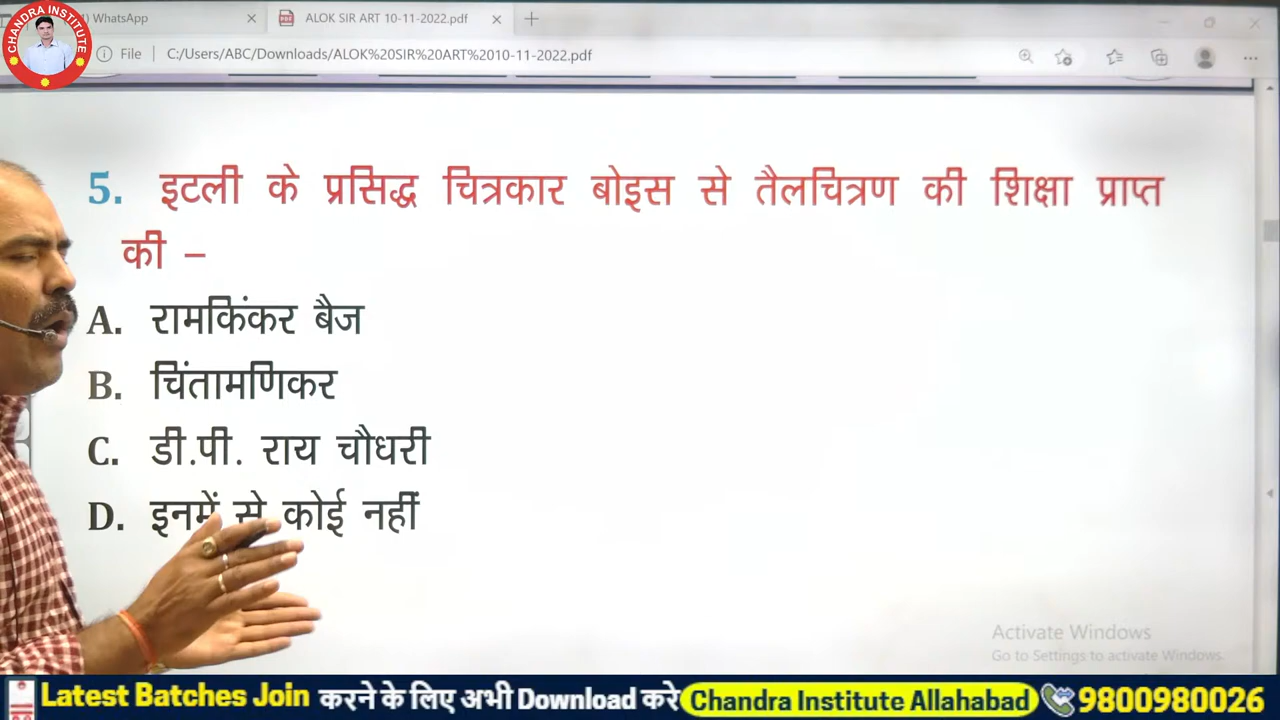 CHANDRA INSTITUTE
WhatsApp
ALOK SIR ART 10-11-2022.pdf
File
C:/Users/ABC/Downloads/ALOK%20SIR%20ART%2010-11-2022.pdf
5. इटली के प्रसिद्ध चित्रकार बोइस से तैलचित्रण की शिक्षा प्राप्त
की –
A. रामकिंकर बैज
B. चिंतामणिकर
C. डी.पी. राय चौधरी
D. इनमें से कोई नहीं
Activate Windows
Go to Settings to activate Windows.
Latest Batches Join करने के लिए अभी Download करे Chandra Institute Allahabad 9800980026